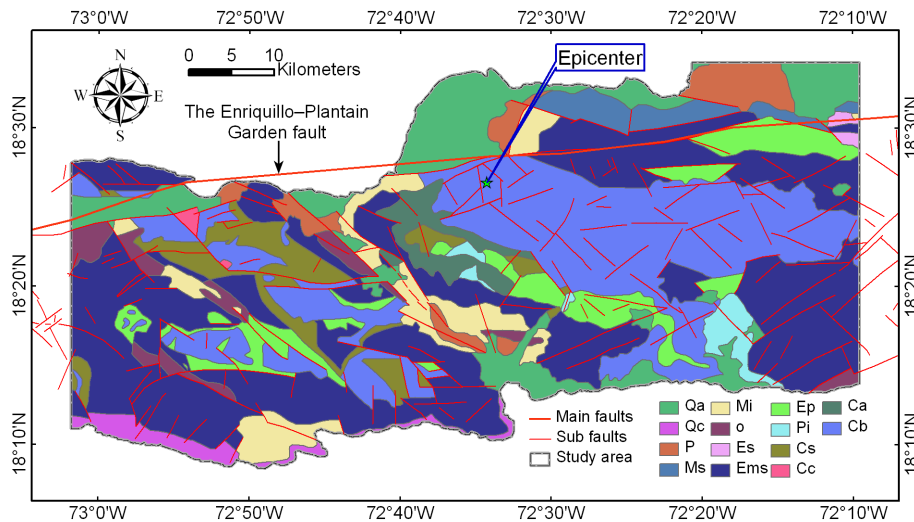 73°0'W 72°50'W 72°40'W 72°30'W 72°20'W 72°10'W
N
W E
S
0 5 10
Kilometers
Epicenter
The Enriquillo–Plantain
Garden fault
18°30'N 18°30'N
18°20'N 18°20'N
18°10'N 18°10'N
Main faults
Sub faults
Study area
Qa Mi Ep Ca
Qc o Pi Cb
P Es Cs
Ms Ems Cc
73°0'W 72°50'W 72°40'W 72°30'W 72°20'W 72°10'W